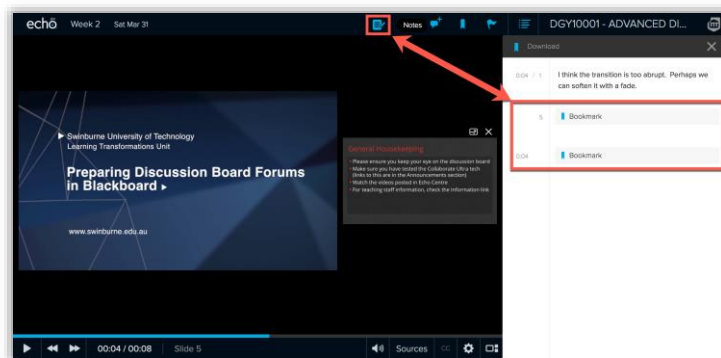 echo Week 2 Sat Mar 31 Notes DGY10001 - ADVANCED DI...
Download
0:04 / 1 I think the transition is too abrupt. Perhaps we
can soften it with a fade.
5 Bookmark
0:04 Bookmark
Swinburne University of Technology
Learning Transformations Unit
Preparing Discussion Board Forums
in Blackboard
www.swinburne.edu.au
General Housekeeping
Please ensure you keep your eye on the discussion board
Make sure you have tested the Collaborate Ultra tech
(links to this are in the Announcements section)
Watch the videos posted in Echo Centre
For teaching staff information, check the Information link
00:04 / 00:08 Slide 5 Sources CC